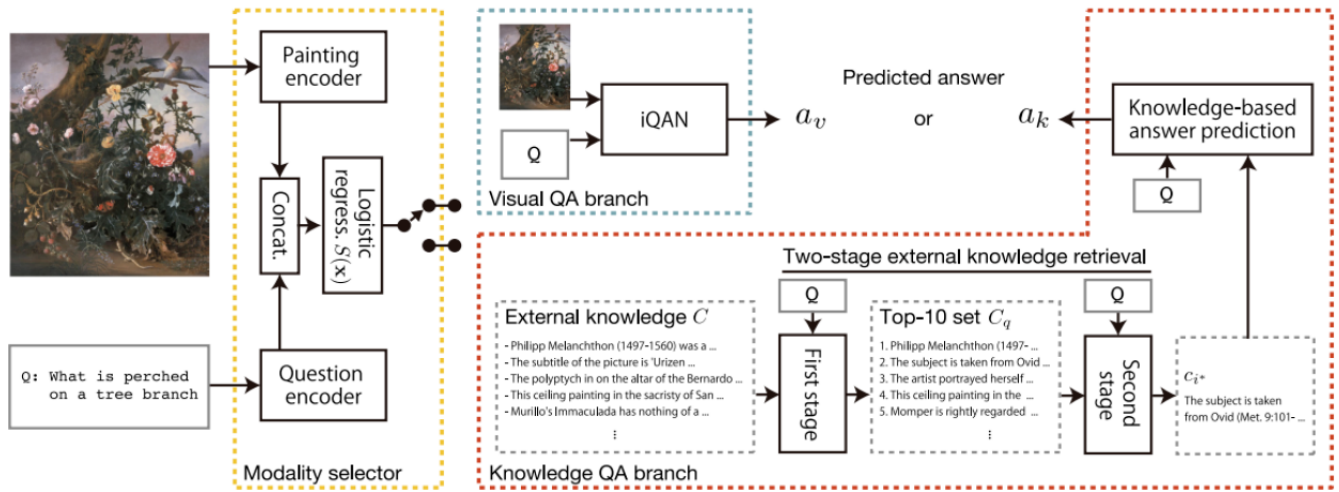 Q: What is perched
on a tree branch
Painting
encoder
Concat.
Logistic
regress. S(x)
Question
encoder
Modality selector
Q
iQAN
Visual QA branch
Predicted answer
a_v
or
a_k
Knowledge-based
answer prediction
Q
Two-stage external knowledge retrieval
External knowledge C
- Philipp Melanchthon (1497-1560) was a ...
- The subtitle of the picture is 'Urizen ...
- The polyptych in on the altar of the Bernardo ...
- This ceiling painting in the sacristy of San ...
- Murillo's Immaculada has nothing of a ...
⋮
Q
First stage
Top-10 set C_q
1. Philipp Melanchthon (1497- ...
2. The subject is taken from Ovid ...
3. The artist portrayed herself ...
4. This ceiling painting in the ...
5. Momper is rightly regarded ...
⋮
Q
Second
stage
c_{i*}
The subject is taken
from Ovid (Met. 9:101- ...
Knowledge QA branch